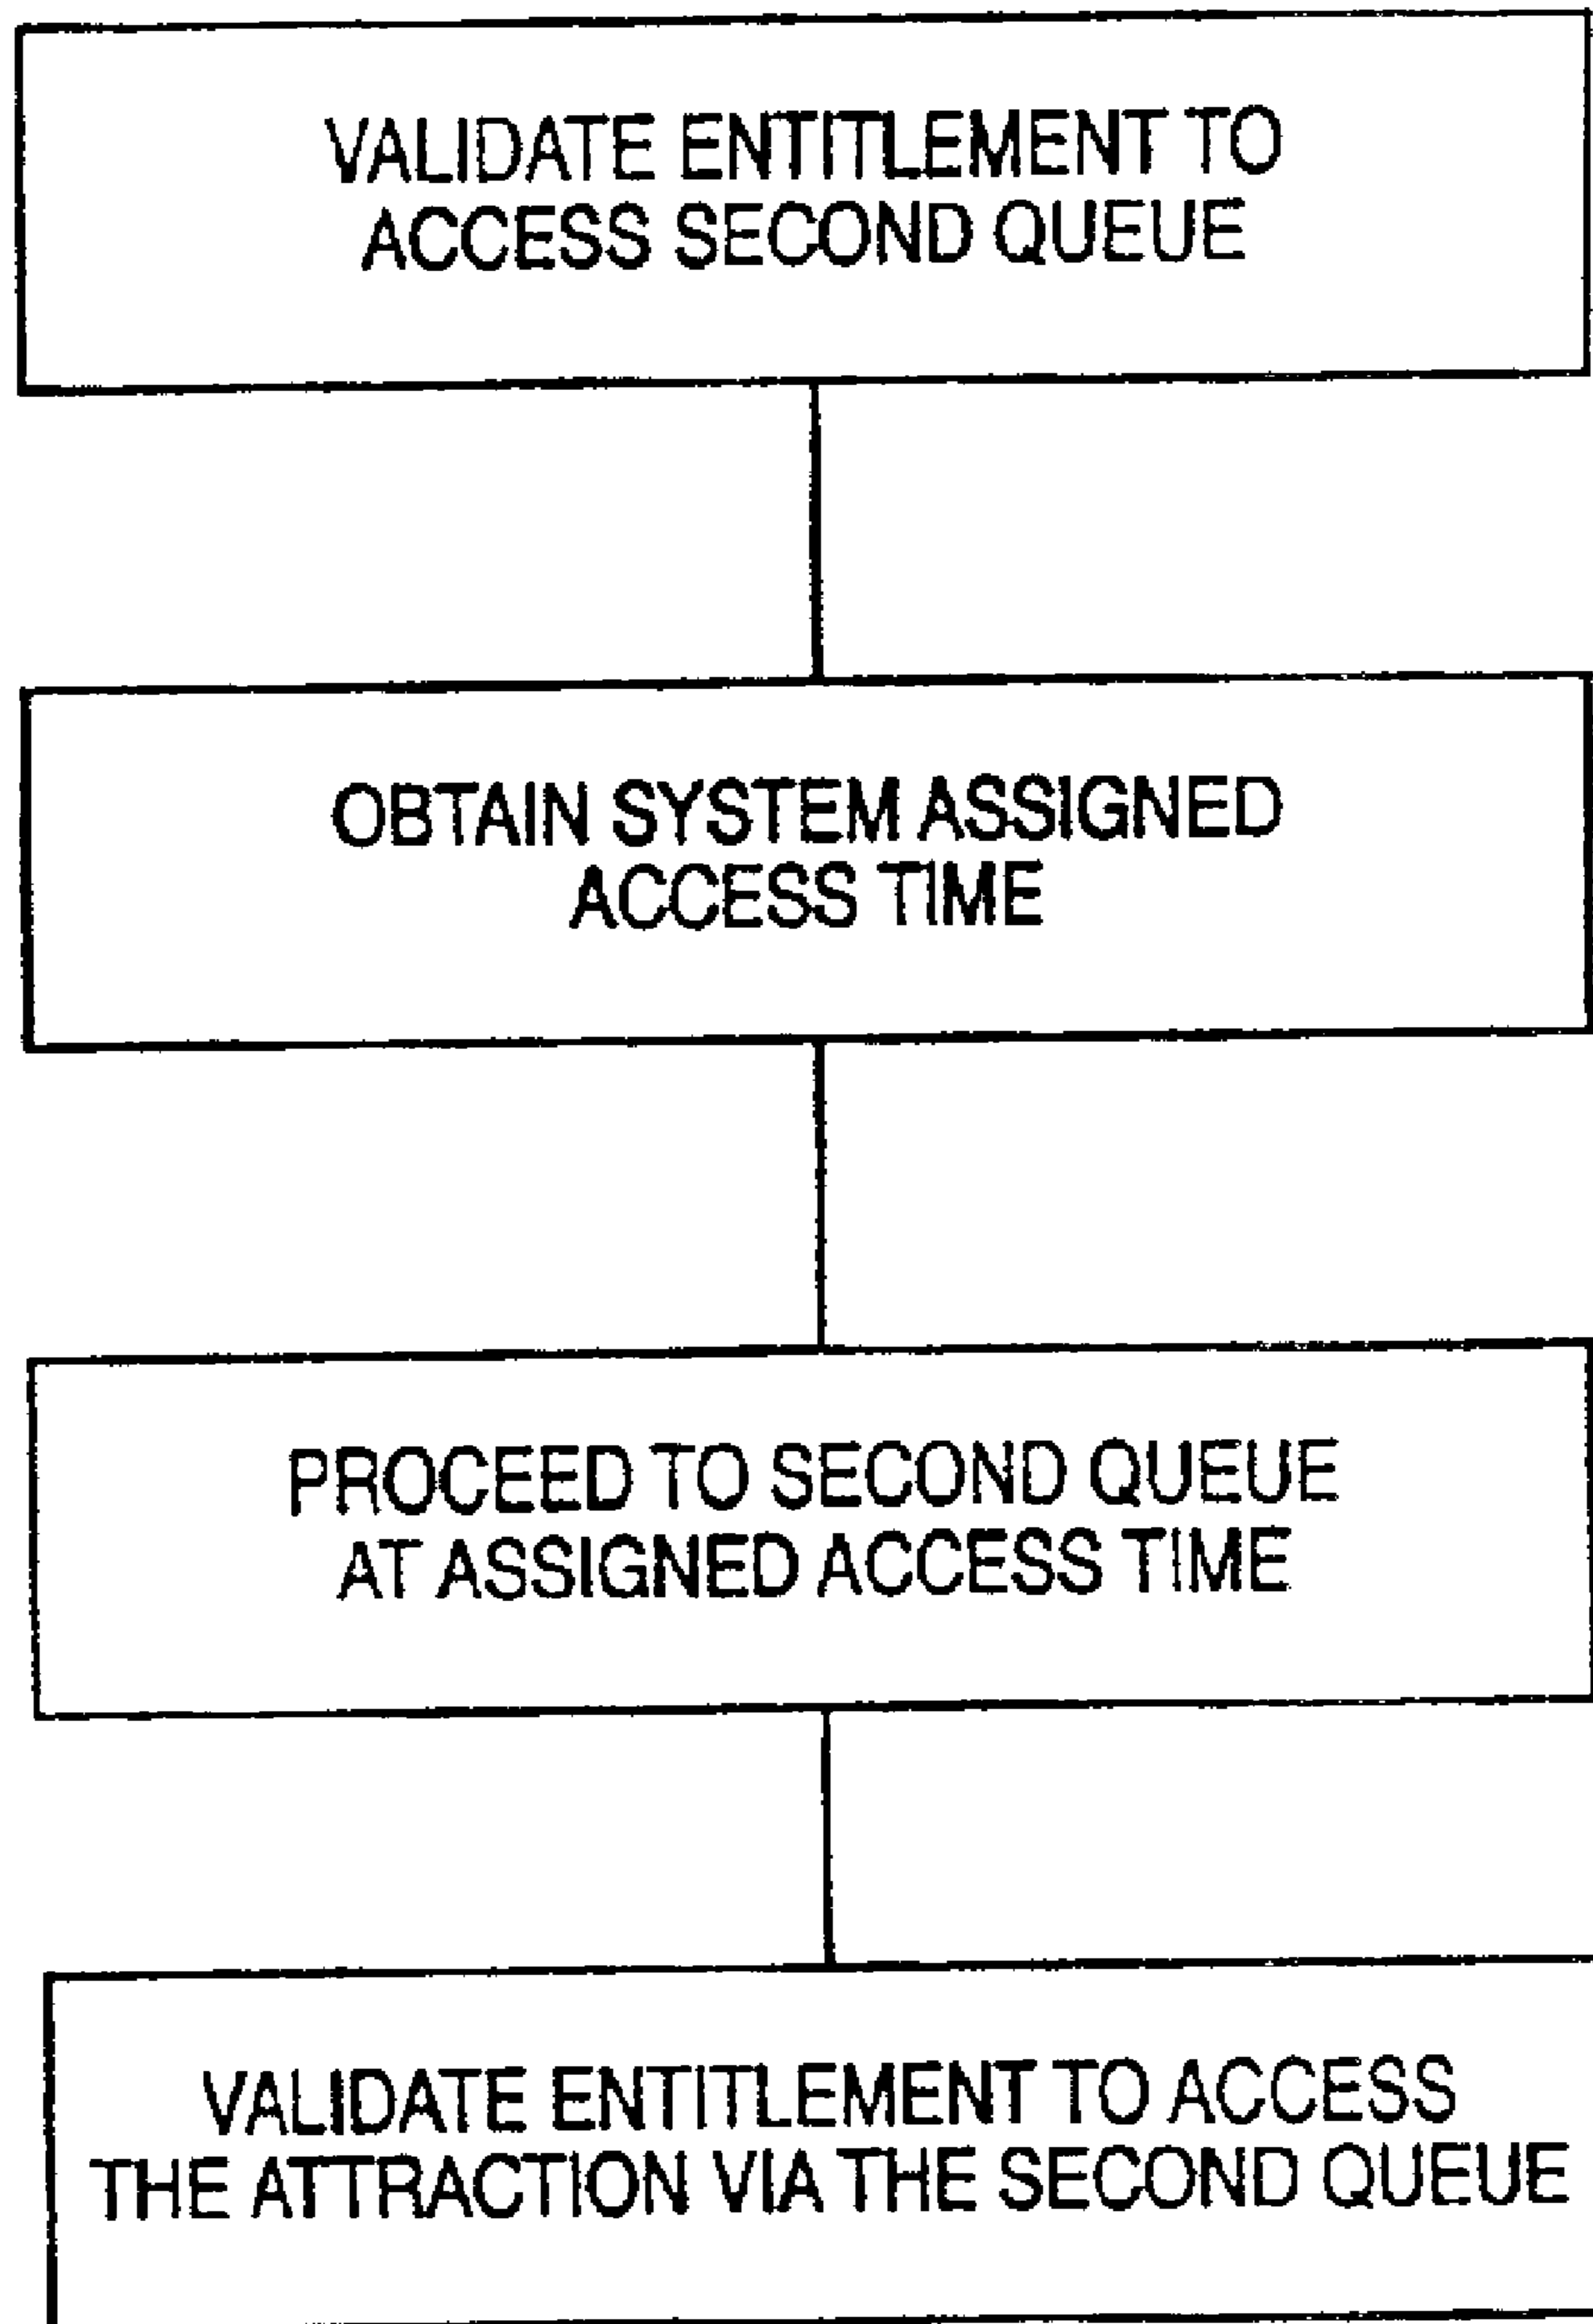 VALIDATE ENTITLEMENT TO
ACCESS SECOND QUEUE
OBTAIN SYSTEM ASSIGNED
ACCESS TIME
PROCEED TO SECOND QUEUE
AT ASSIGNED ACCESS TIME
VALIDATE ENTITLEMENT TO ACCESS
THE ATTRACTION VIA THE SECOND QUEUE